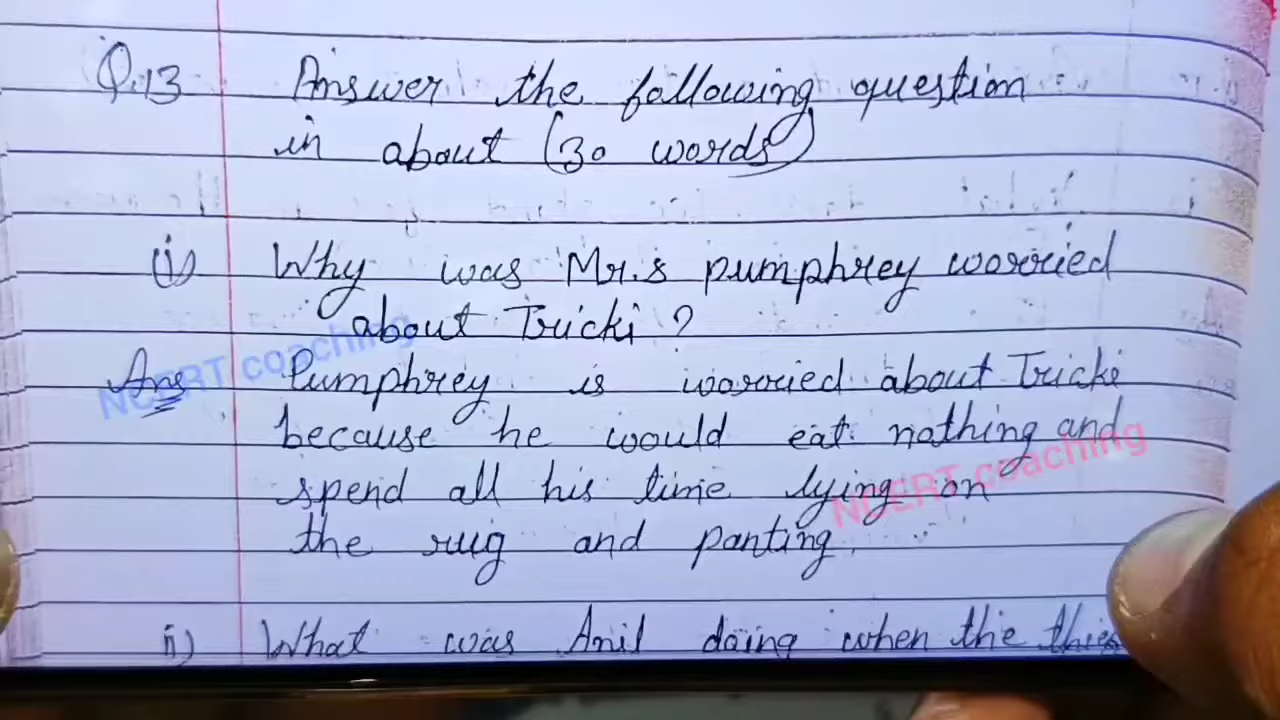 Q.13 Answer the following question
in about (30 words)
(i) Why was Mr.s pumphrey worried
about Tricki ?
Ans Pumphrey is worried about Tricki
because he would eat nothing and
spend all his time lying on
the rug and panting.
ii) What was Anil doing when the
NCERT coaching
NCERT coaching